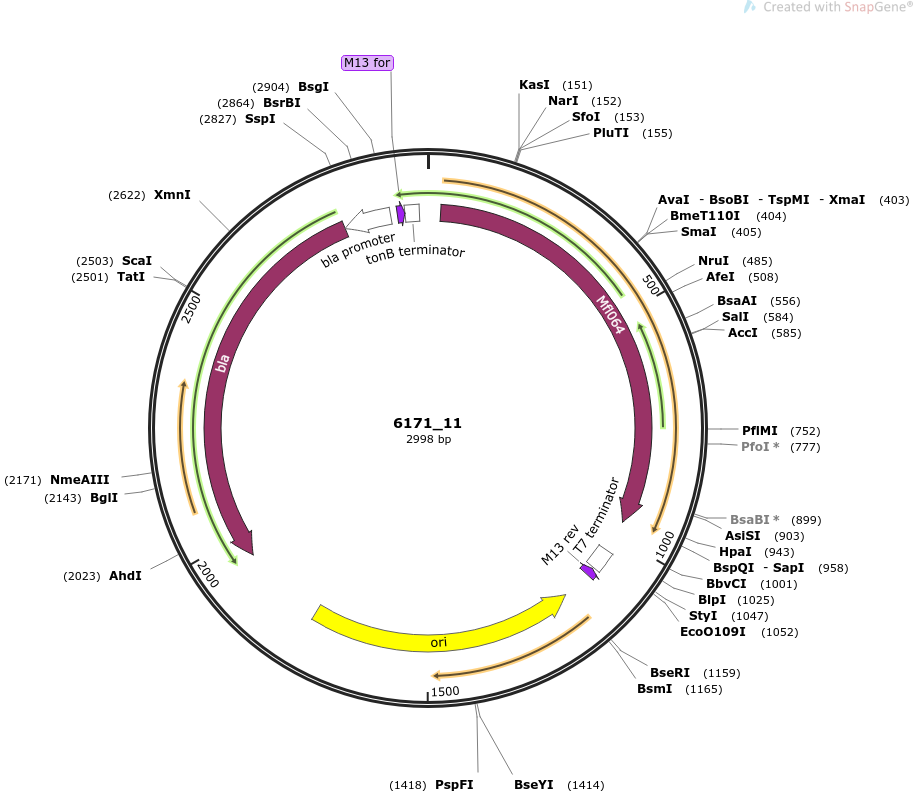 Created with SnapGene®
M13 for
(2904) BsgI
(2864) BsrBI
(2827) SspI
KasI (151)
NarI (152)
SfoI (153)
PluTI (155)
(2622) XmnI
AvaI - BsoBI - TspMI - XmaI (403)
BmeT110I (404)
SmaI (405)
bla promoter
tonB terminator
(2503) ScaI
(2501) TatI
NruI (485)
AfeI (508)
500
2500
BsaAI (556)
SalI (584)
AccI (585)
Mfl064
bla
6171_11
2998 bp
PflMI (752)
PfoI * (777)
(2171) NmeAIII
(2143) BglI
T7 terminator
M13 rev
BsaBI * (899)
AsiSI (903)
1000
HpaI (943)
BspQI - SapI (958)
(2023) AhdI
2000
BbvCI (1001)
BlpI (1025)
StyI (1047)
EcoO109I (1052)
ori
BseRI (1159)
BsmI (1165)
1500
(1418) PspFI
BseYI (1414)